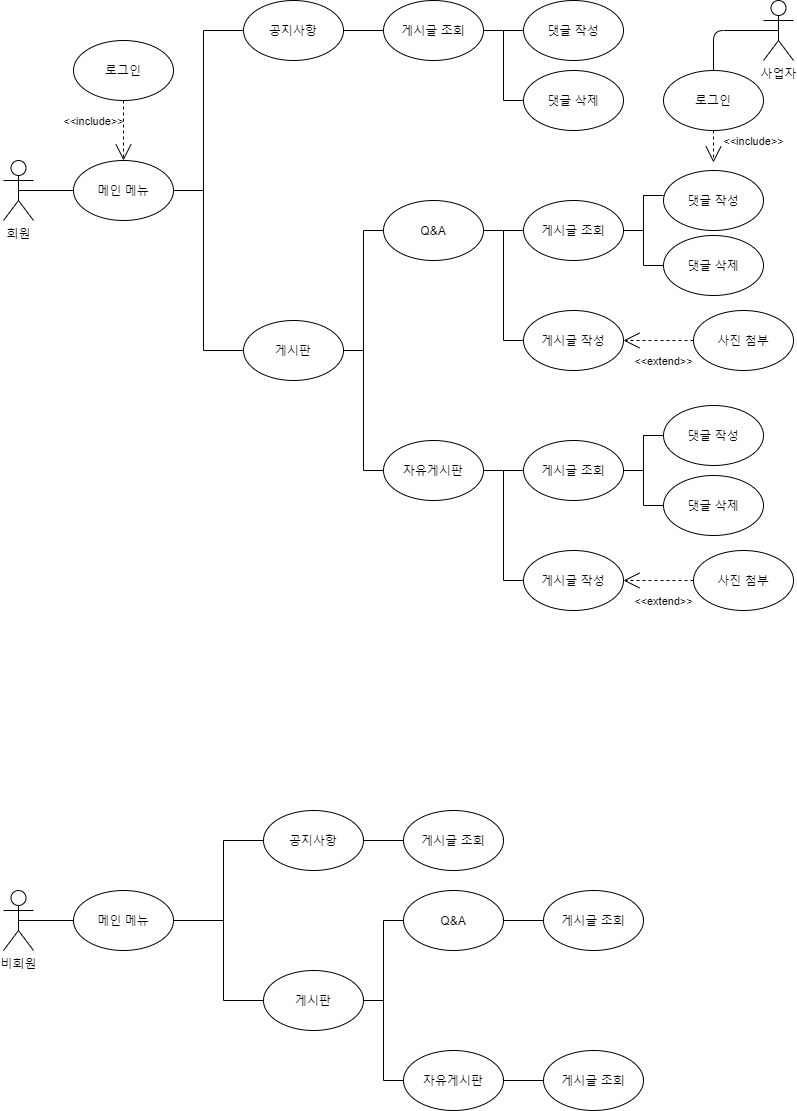 공지사항
게시글 조회
댓글 작성
사업자
로그인
댓글 삭제
로그인
<<include>>
<<include>>
회원
메인 메뉴
댓글 작성
Q&A
게시글 조회
댓글 삭제
게시판
게시글 작성
<<extend>>
사진 첨부
댓글 작성
자유게시판
게시글 조회
댓글 삭제
게시글 작성
<<extend>>
사진 첨부
공지사항
게시글 조회
비회원
메인 메뉴
Q&A
게시글 조회
게시판
자유게시판
게시글 조회